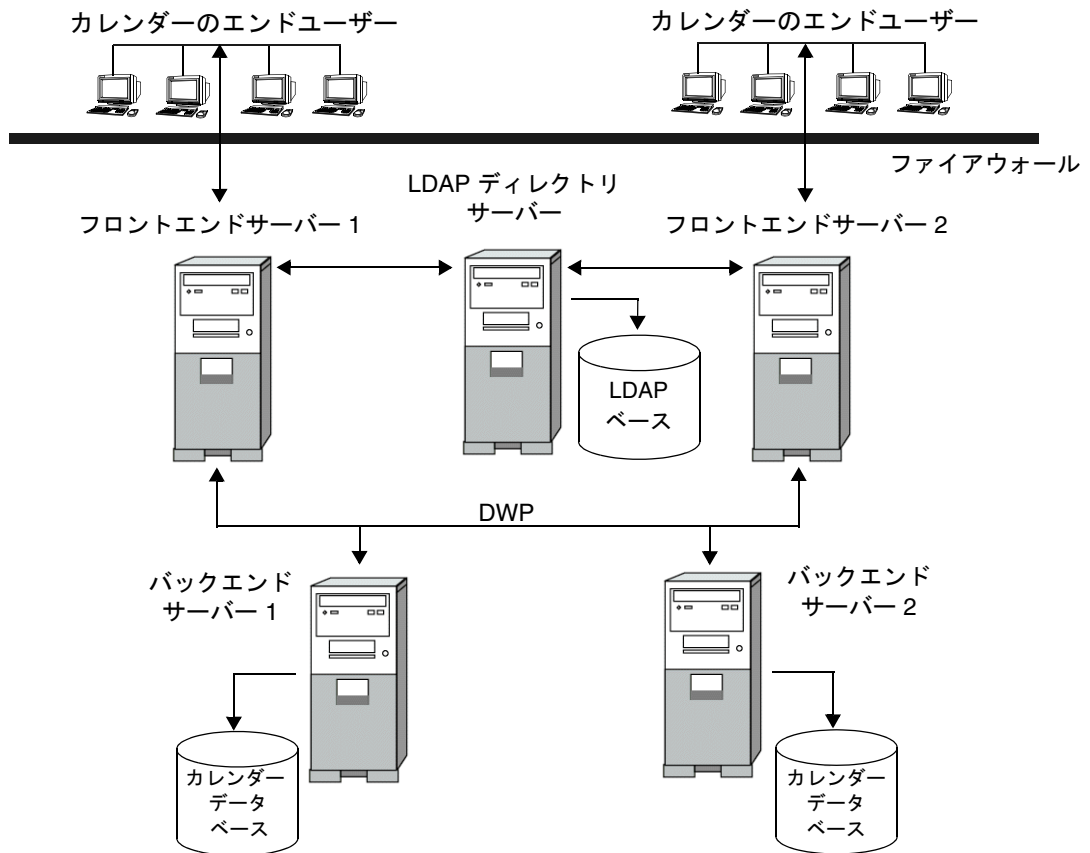 カレンダーのエンドユーザー
カレンダーのエンドユーザー
ファイアウォール
LDAP ディレクトリ
サーバー
フロントエンドサーバー 1
フロントエンドサーバー 2
LDAP
ベース
DWP
バックエンド
サーバー 1
バックエンド
サーバー 2
カレンダー
データ
ベース
カレンダー
データ
ベース